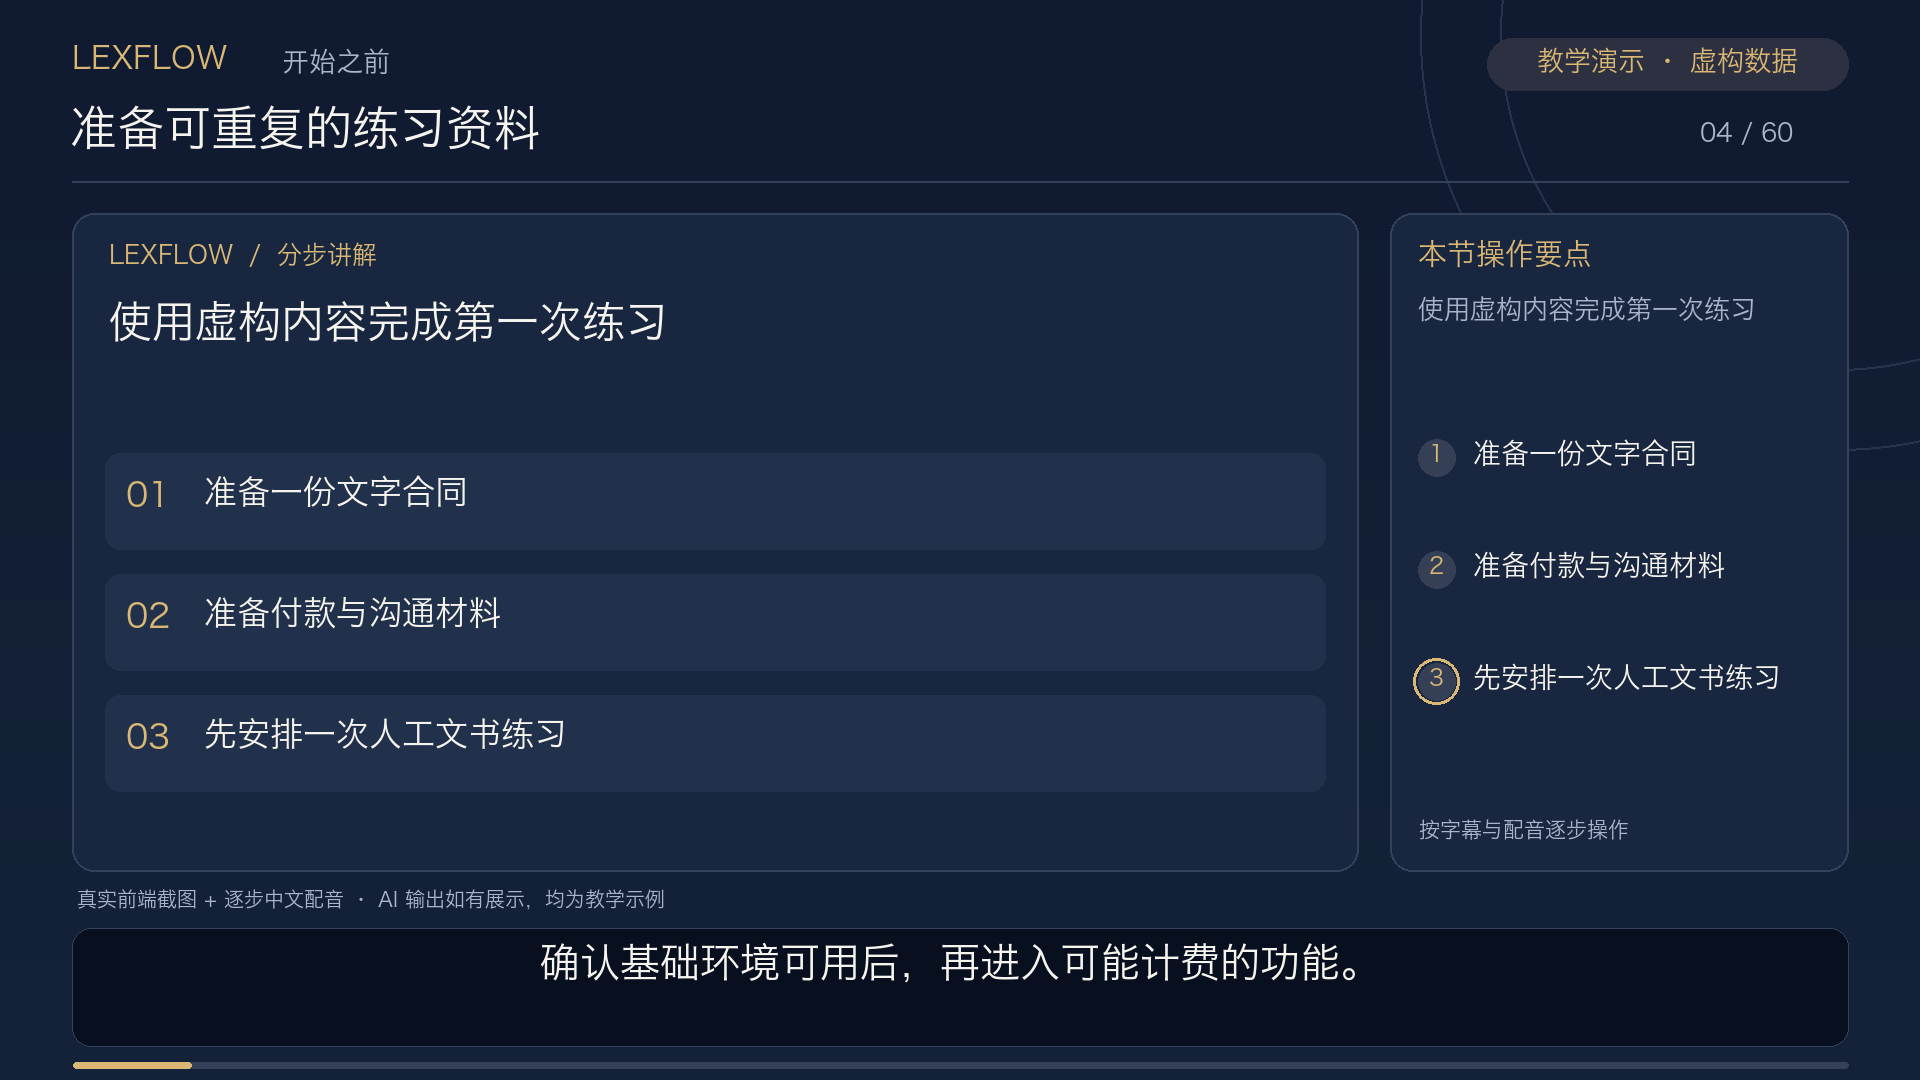 LEXFLOW 开始之前
教学演示 · 虚构数据
准备可重复的练习资料
04 / 60
LEXFLOW / 分步讲解
使用虚构内容完成第一次练习
01 准备一份文字合同
02 准备付款与沟通材料
03 先安排一次人工文书练习
本节操作要点
使用虚构内容完成第一次练习
1 准备一份文字合同
2 准备付款与沟通材料
3 先安排一次人工文书练习
按字幕与配音逐步操作
真实前端截图 + 逐步中文配音 · AI 输出如有展示，均为教学示例
确认基础环境可用后，再进入可能计费的功能。